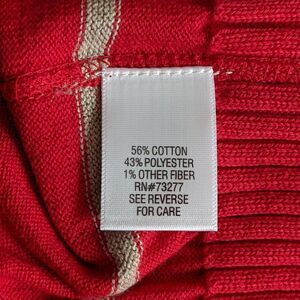 56% COTTON
43% POLYESTER
1% OTHER FIBER
RN#73277
SEE REVERSE
FOR CARE